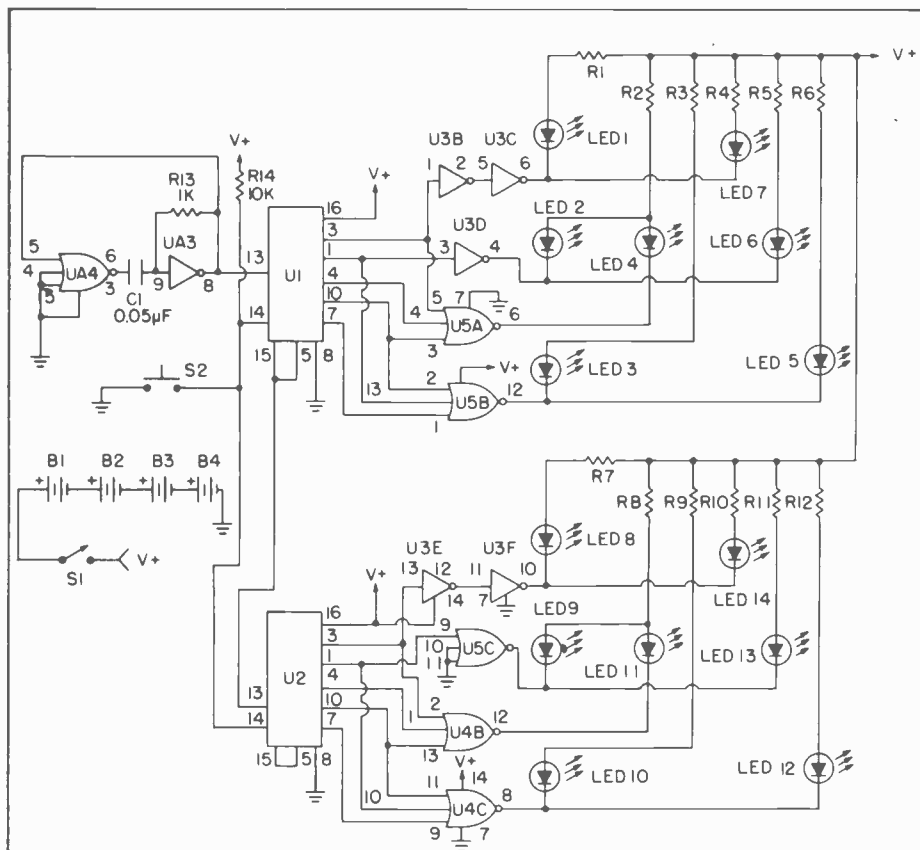 V+
R1
R2 R3 R4 R5 R6
U3B U3C
1 2 5 6
LED 1
LED 7
V+
R13
1K
R14
10K
16
3
1
4
10
7
13
14
U1
15 5 8
5
4
5
UA4
6
3
C1
0.05µF
9
UA3
8
U3D
3 4
LED 2
LED 4
LED 6
5 7
4
3
U5A
6
V+
2
13
1
U5B
12
LED 3
LED 5
S2
B1 B2 B3 B4
+ + + +
S1
V+
R7
R8 R9 R10 R11 R12
U3E U3F
13 12
14
11
7
10
LED 8
LED 14
V+
16
3
1
4
10
7
13
14
U2
15 5 8
9
10
11
U5C
LED9
LED 11
LED 13
2
1
13
U4B
12
V+
14
11
10
9
U4C
8
7
LED 10
LED 12